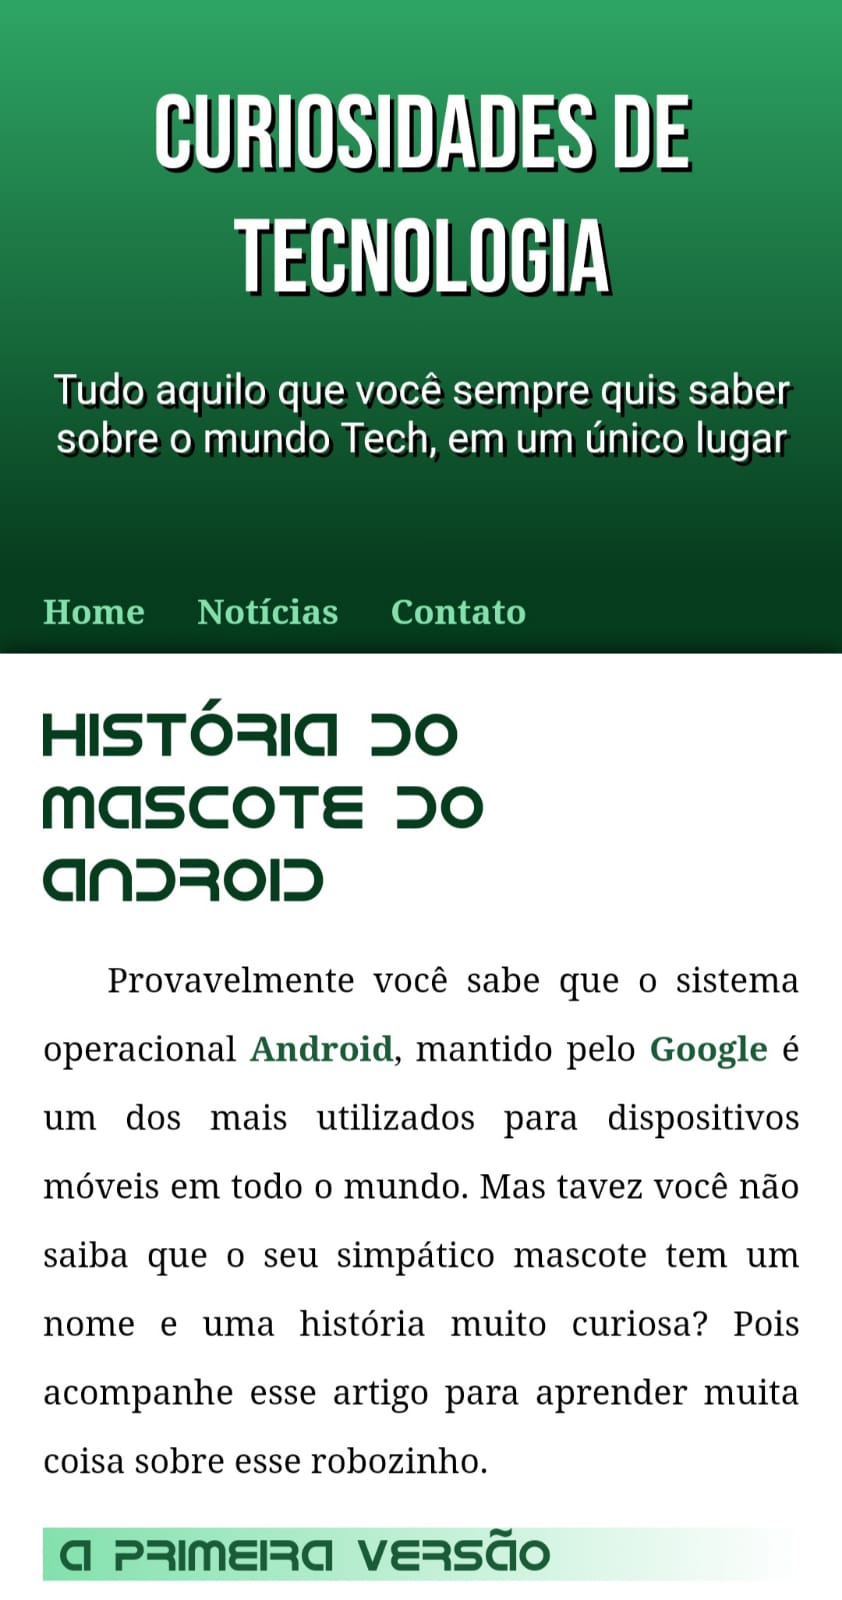 CURIOSIDADES DE
TECNOLOGIA
Tudo aquilo que você sempre quis saber
sobre o mundo Tech, em um único lugar
Home Notícias Contato
HISTÓRIA DO
MASCOTE DO
ANDROID
Provavelmente você sabe que o sistema
operacional Android, mantido pelo Google é
um dos mais utilizados para dispositivos
móveis em todo o mundo. Mas tavez você não
saiba que o seu simpático mascote tem um
nome e uma história muito curiosa? Pois
acompanhe esse artigo para aprender muita
coisa sobre esse robozinho.
A PRIMEIRA VERSÃO